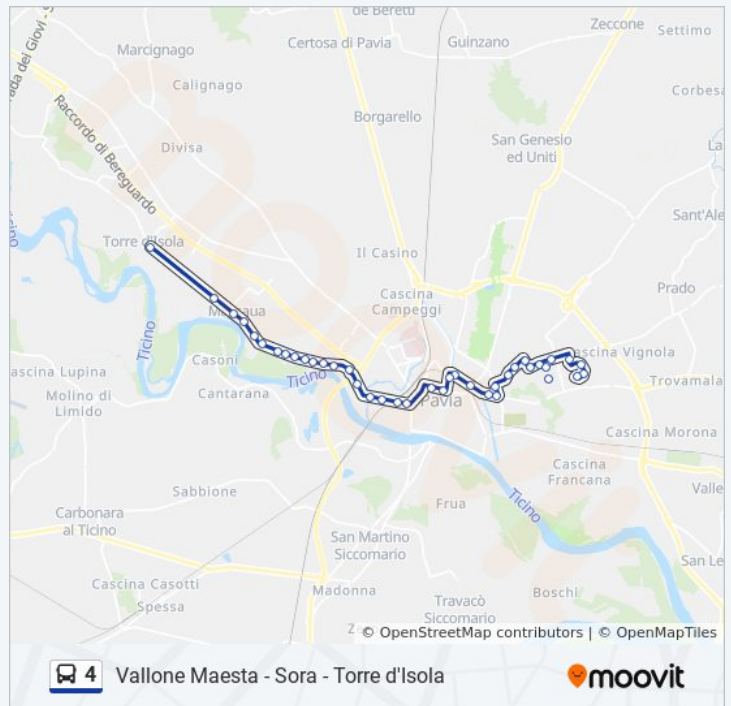 de Beretti
Zeccone
Settimo
Marcignago
Certosa di Pavia
Guinzano
Calignago
Corbesa
Raccordo di Bereguardo
Borgarello
Divisa
San Genesio
ed Uniti
Sant'Ale
Torre d'Isola
Il Casino
Prado
Cascina
Campeggi
Ticino
Casoni
Cascina Vignola
ascina Lupina
Ticino
Trovamala
Molino di
Limido
Cantarana
Pavia
Cascina Morona
Cascina
Francana
Sabbione
Ticino
Valle
Frua
Carbonara
al Ticino
San Martino
Siccomario
San Le
Cascina Casotti
Madonna
Boschi
Spessa
Travacò
Siccomario
© OpenStreetMap contributors | © OpenMapTiles
4 Vallone Maesta - Sora - Torre d'Isola
moovit